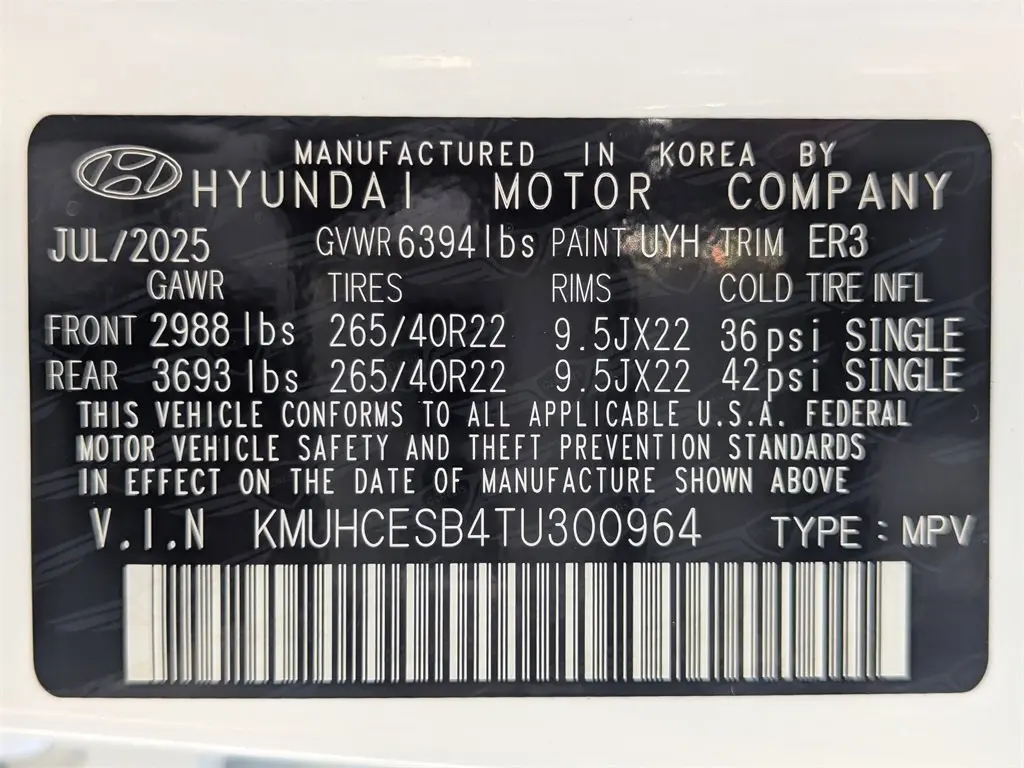 MANUFACTURED IN KOREA BY
HYUNDAI MOTOR COMPANY
JUL/2025 GVWR 6394 lbs PAINT UYH TRIM ER3
GAWR TIRES RIMS COLD TIRE INFL
FRONT 2988 lbs 265/40R22 9.5JX22 36psi SINGLE
REAR 3693 lbs 265/40R22 9.5JX22 42psi SINGLE
THIS VEHICLE CONFORMS TO ALL APPLICABLE U.S.A. FEDERAL
MOTOR VEHICLE SAFETY AND THEFT PREVENTION STANDARDS
IN EFFECT ON THE DATE OF MANUFACTURE SHOWN ABOVE
V.I.N KMUHCESB4TU300964 TYPE : MPV